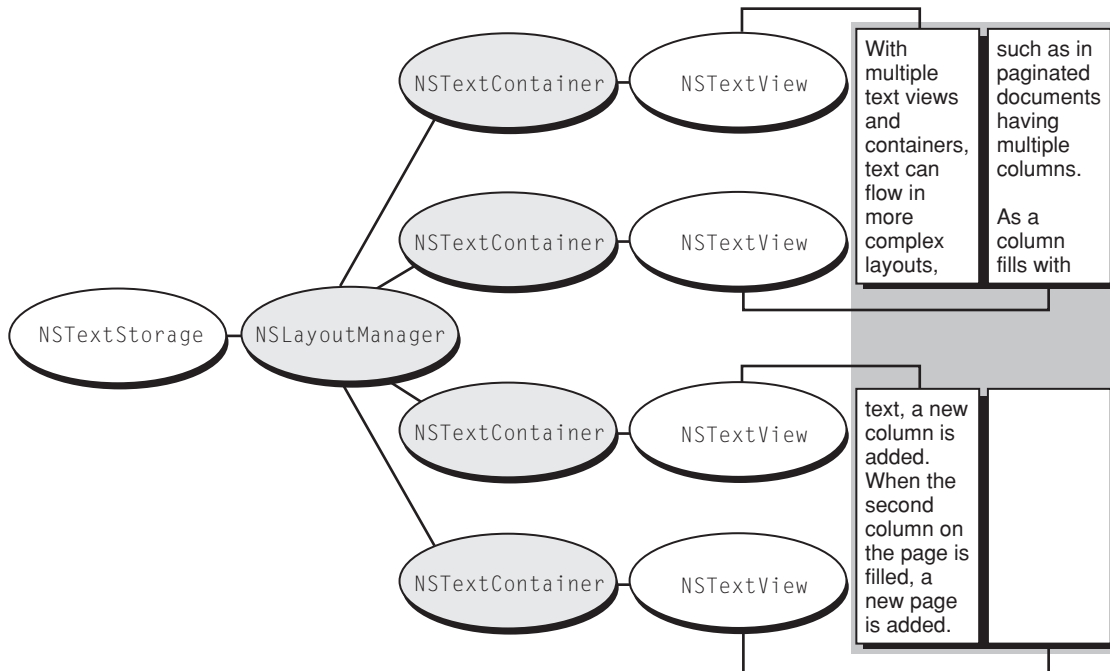 NSTextStorage
NSLayoutManager
NSTextContainer
NSTextView
NSTextContainer
NSTextView
NSTextContainer
NSTextView
NSTextContainer
NSTextView
With
multiple
text views
and
containers,
text can
flow in
more
complex
layouts,
such as in
paginated
documents
having
multiple
columns.
As a
column
fills with
text, a new
column is
added.
When the
second
column on
the page is
filled, a
new page
is added.